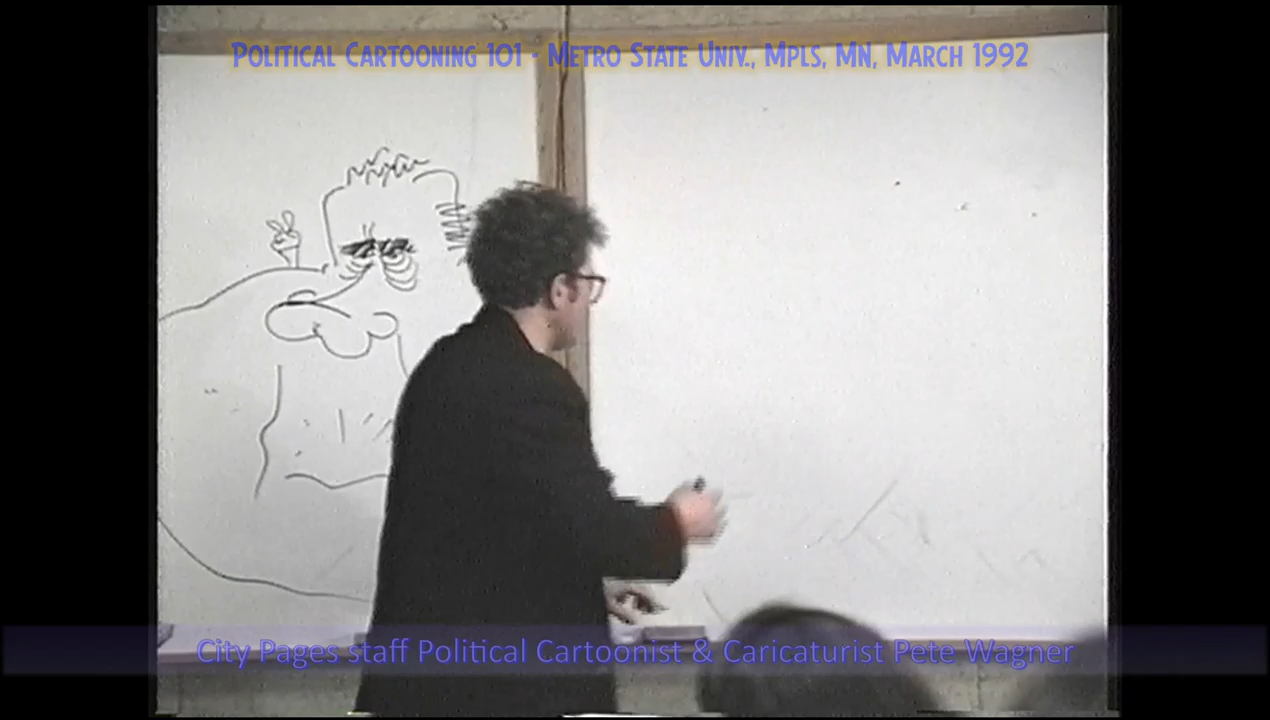 Political Cartooning 101 - Metro State Univ., Mpls, MN, March 1992
City Pages staff Political Cartoonist & Caricaturist Pete Wagner